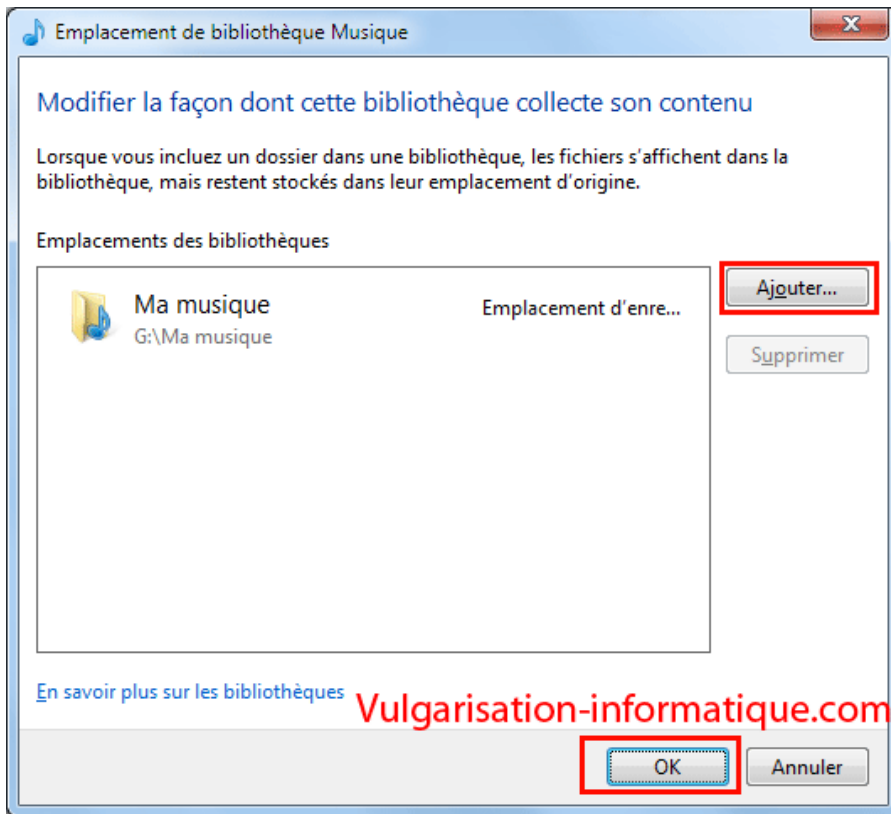 Emplacement de bibliothèque Musique
Modifier la façon dont cette bibliothèque collecte son contenu
Lorsque vous incluez un dossier dans une bibliothèque, les fichiers s'affichent dans la
bibliothèque, mais restent stockés dans leur emplacement d'origine.
Emplacements des bibliothèques
Ma musique
Emplacement d'enre...
G:\Ma musique
Ajouter...
Supprimer
En savoir plus sur les bibliothèques
Vulgarisation-informatique.com
OK
Annuler